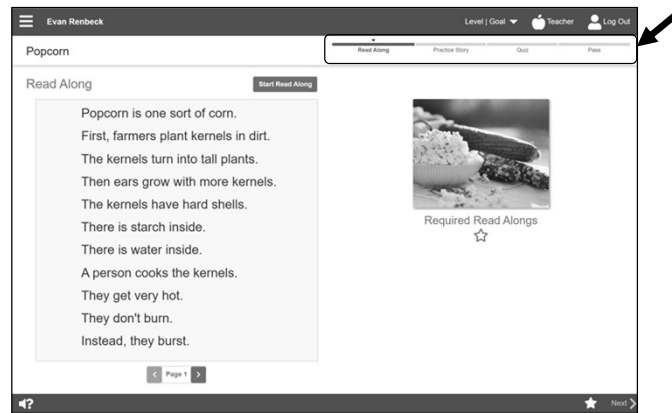 Evan Renbeck
Level | Goal
Teacher
Log Out
Popcorn
Read Along
Practice Story
Quiz
Pass
Read Along
Start Read Along
Popcorn is one sort of corn.
First, farmers plant kernels in dirt.
The kernels turn into tall plants.
Then ears grow with more kernels.
The kernels have hard shells.
There is starch inside.
There is water inside.
A person cooks the kernels.
They get very hot.
They don't burn.
Instead, they burst.
Required Read Alongs
< Page 1 >
?
Next >